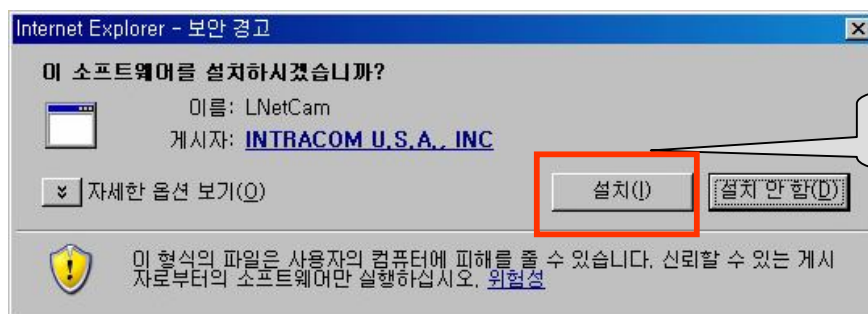 Internet Explorer - 보안 경고
이 소프트웨어를 설치하시겠습니까?
이름: LNetCam
게시자: INTRACOM U.S.A., INC
자세한 옵션 보기(O)
설치(I)
설치 안 함(D)
이 형식의 파일은 사용자의 컴퓨터에 피해를 줄 수 있습니다. 신뢰할 수 있는 게시
자로부터의 소프트웨어만 실행하십시오. 위험성